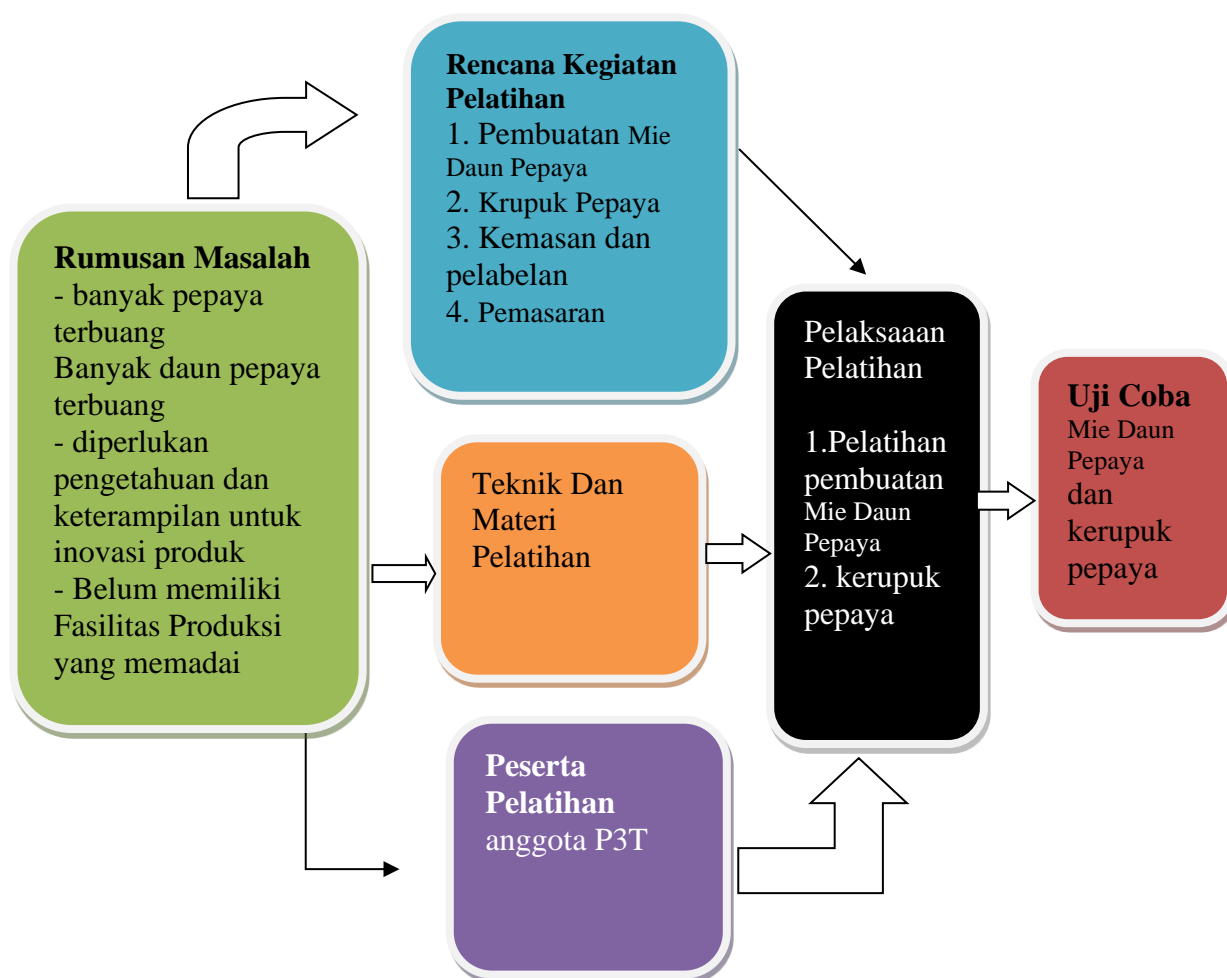 Rumusan Masalah
- banyak pepaya
terbuang
Banyak daun pepaya
terbuang
- diperlukan
pengetahuan dan
keterampilan untuk
inovasi produk
- Belum memiliki
Fasilitas Produksi
yang memadai
Rencana Kegiatan
Pelatihan
1. Pembuatan Mie
Daun Pepaya
2. Krupuk Pepaya
3. Kemasan dan
pelabelan
4. Pemasaran
Teknik Dan
Materi
Pelatihan
Peserta
Pelatihan
anggota P3T
Pelaksaaan
Pelatihan
1.Pelatihan
pembuatan
Mie Daun
Pepaya
2. kerupuk
pepaya
Uji Coba
Mie Daun
Pepaya
dan
kerupuk
pepaya